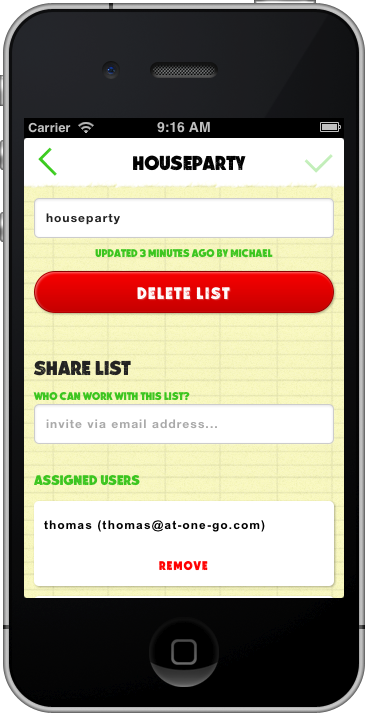 Carrier 9:16 AM
HOUSEPARTY
houseparty
UPDATED 3 MINUTES AGO BY MICHAEL
DELETE LIST
SHARE LIST
WHO CAN WORK WITH THIS LIST?
invite via email address...
ASSIGNED USERS
thomas (thomas@at-one-go.com)
REMOVE